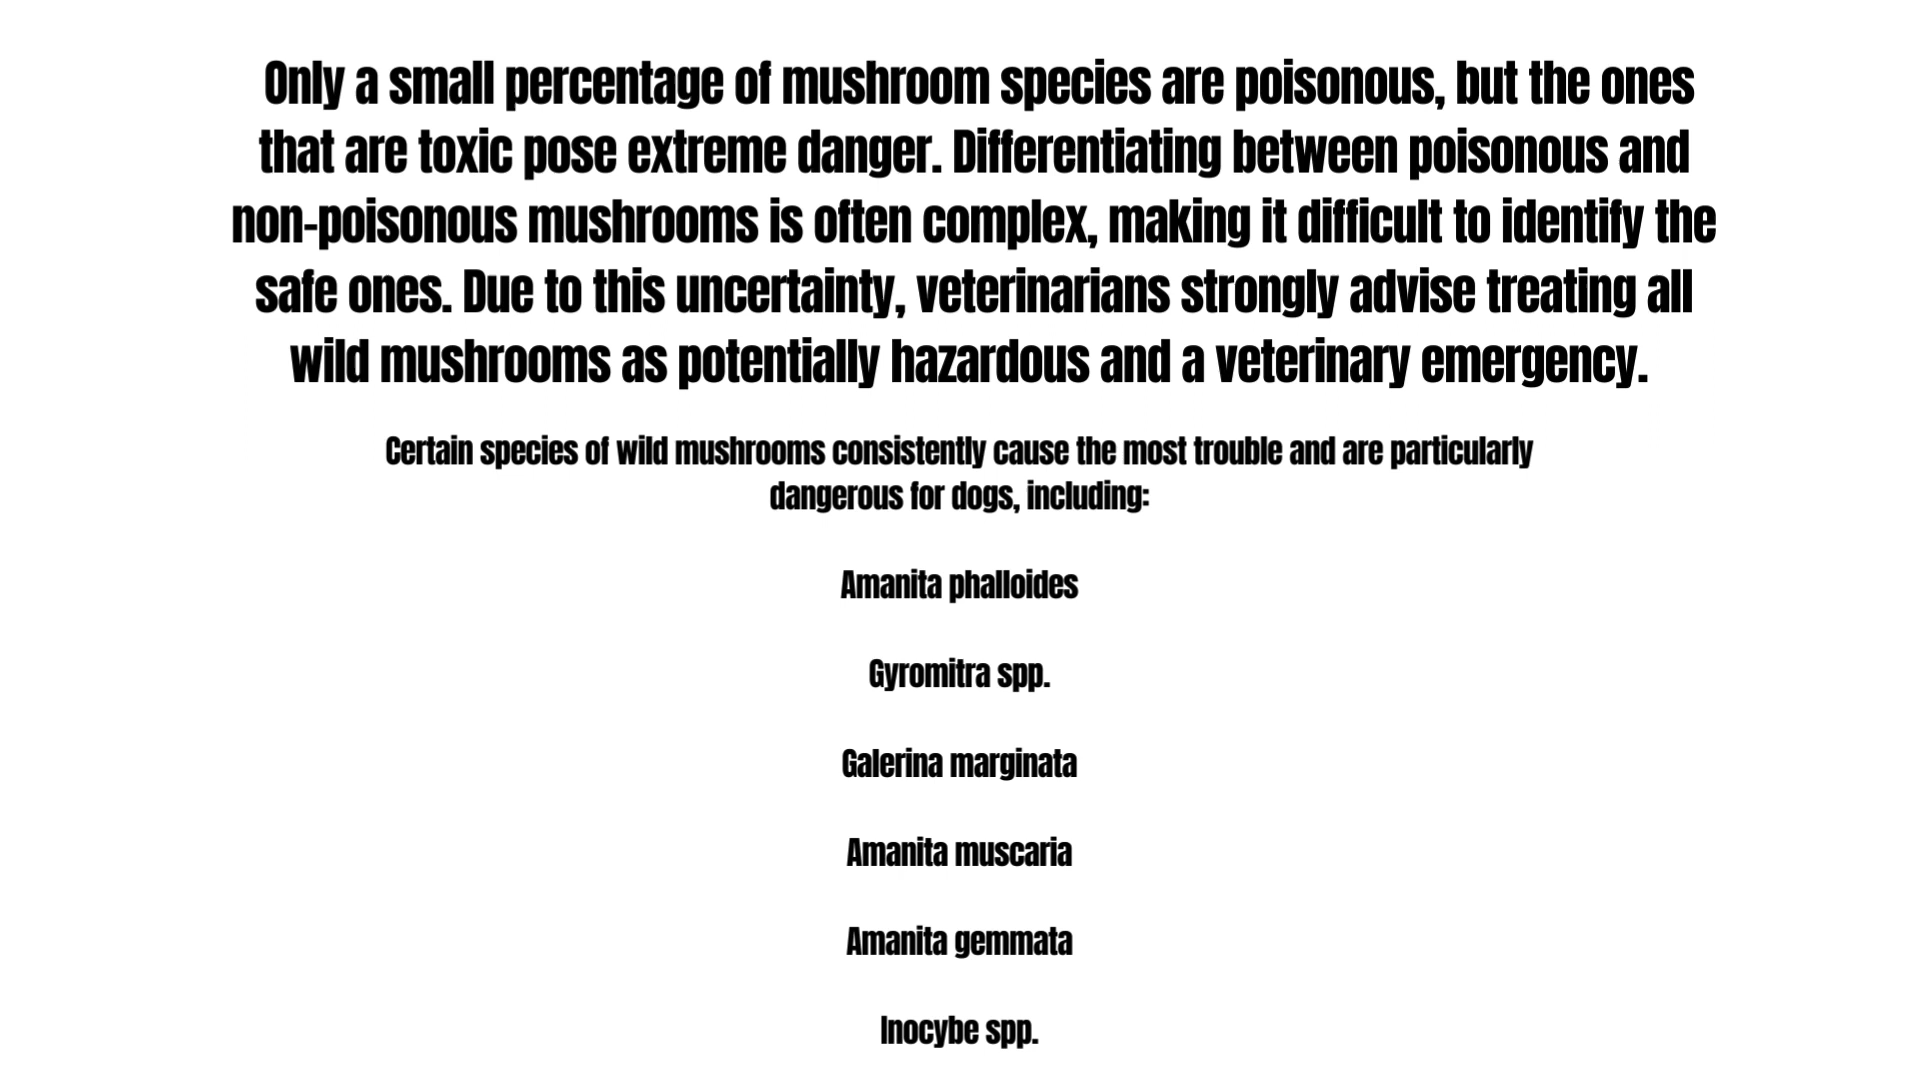 Only a small percentage of mushroom species are poisonous, but the ones
that are toxic pose extreme danger. Differentiating between poisonous and
non-poisonous mushrooms is often complex, making it difficult to identify the
safe ones. Due to this uncertainty, veterinarians strongly advise treating all
wild mushrooms as potentially hazardous and a veterinary emergency.
Certain species of wild mushrooms consistently cause the most trouble and are particularly
dangerous for dogs, including:
Amanita phalloides
Gyromitra spp.
Galerina marginata
Amanita muscaria
Amanita gemmata
Inocybe spp.